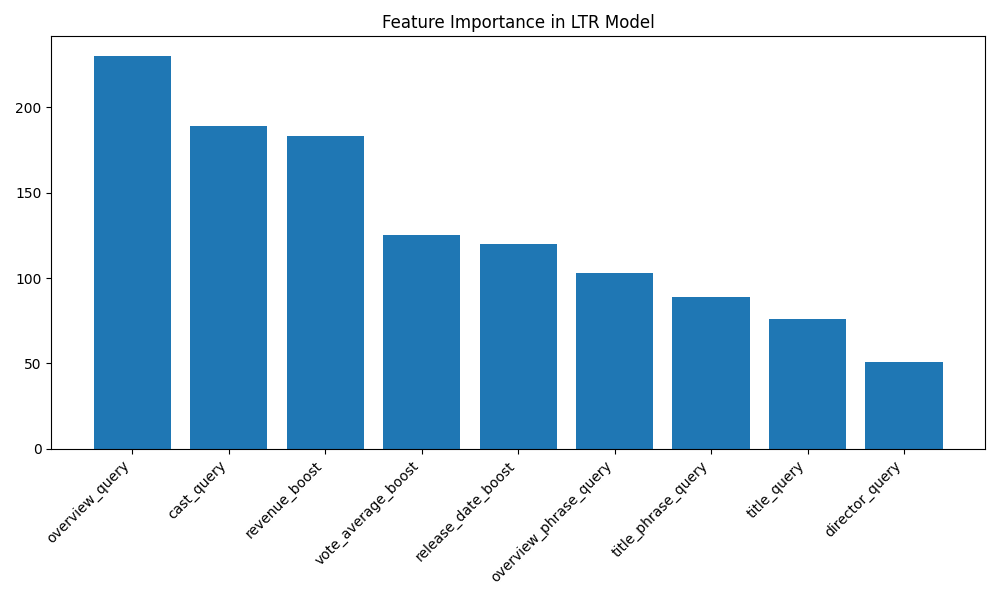 Feature Importance in LTR Model
200
150
100
50
0
overview_query
cast_query
revenue_boost
vote_average_boost
release_date_boost
overview_phrase_query
title_phrase_query
title_query
director_query